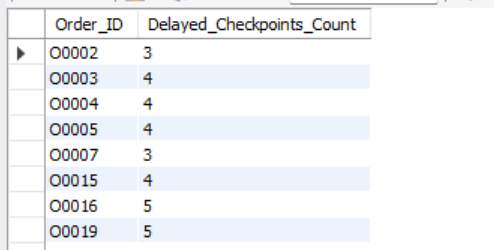 Order_ID Delayed_Checkpoints_Count
O0002 3
O0003 4
O0004 4
O0005 4
O0007 3
O0015 4
O0016 5
O0019 5